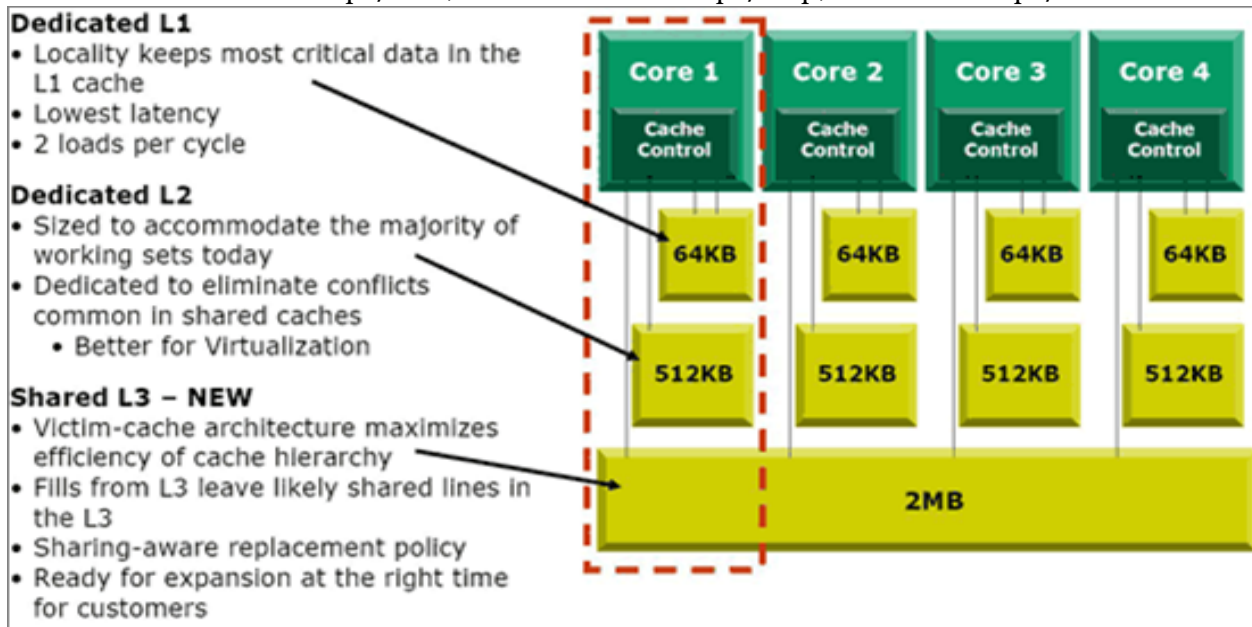 Dedicated L1
• Locality keeps most critical data in the
L1 cache
• Lowest latency
• 2 loads per cycle
Dedicated L2
• Sized to accommodate the majority of
working sets today
• Dedicated to eliminate conflicts
common in shared caches
• Better for Virtualization
Shared L3 – NEW
• Victim-cache architecture maximizes
efficiency of cache hierarchy
• Fills from L3 leave likely shared lines in
the L3
• Sharing-aware replacement policy
• Ready for expansion at the right time
for customers
Core 1 Core 2 Core 3 Core 4
Cache Cache Cache Cache
Control Control Control Control
64KB 64KB 64KB 64KB
512KB 512KB 512KB 512KB
2MB